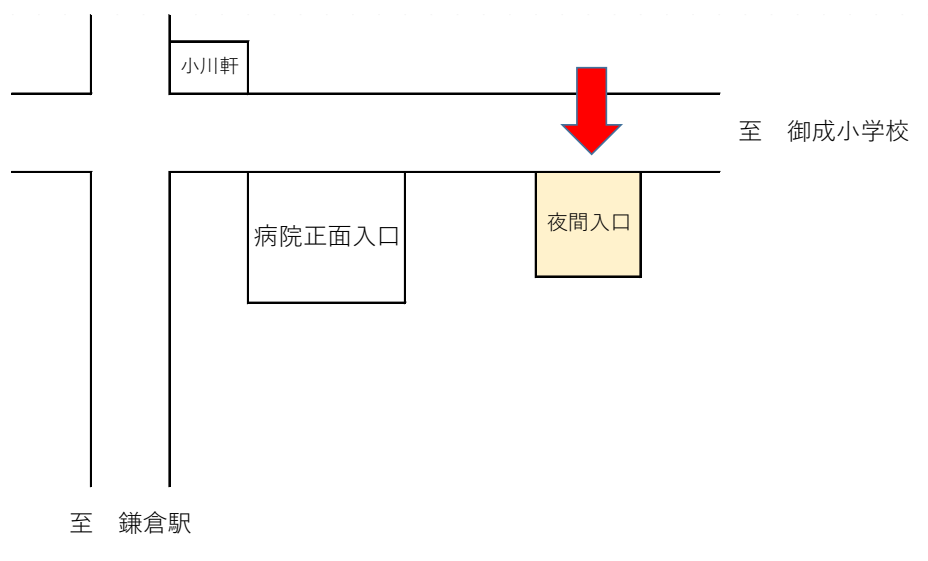 小川軒
至　御成小学校
病院正面入口
夜間入口
至　鎌倉駅